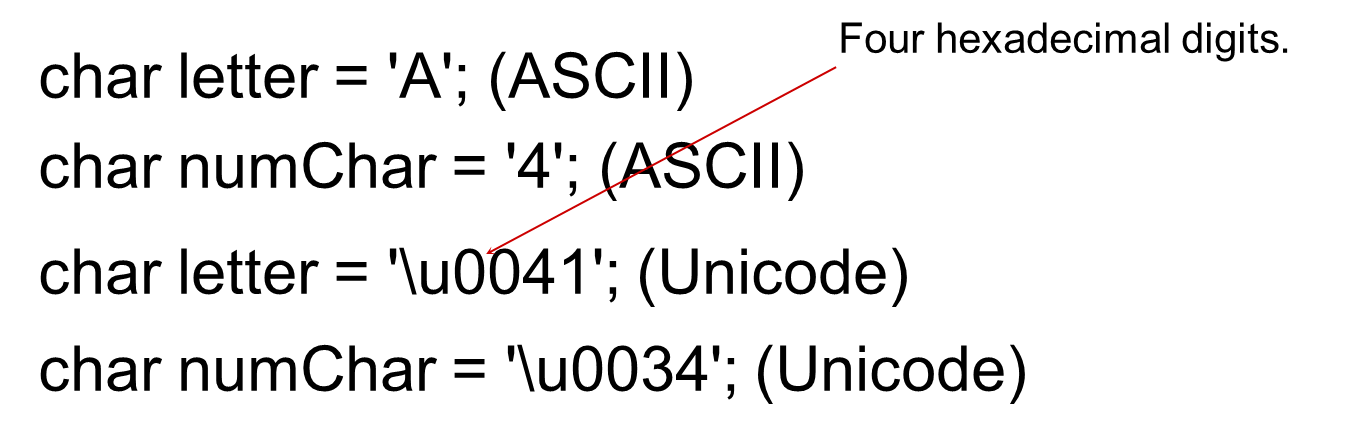 Four hexadecimal digits.
char letter = 'A'; (ASCII)
char numChar = '4'; (ASCII)
char letter = '\u0041'; (Unicode)
char numChar = '\u0034'; (Unicode)